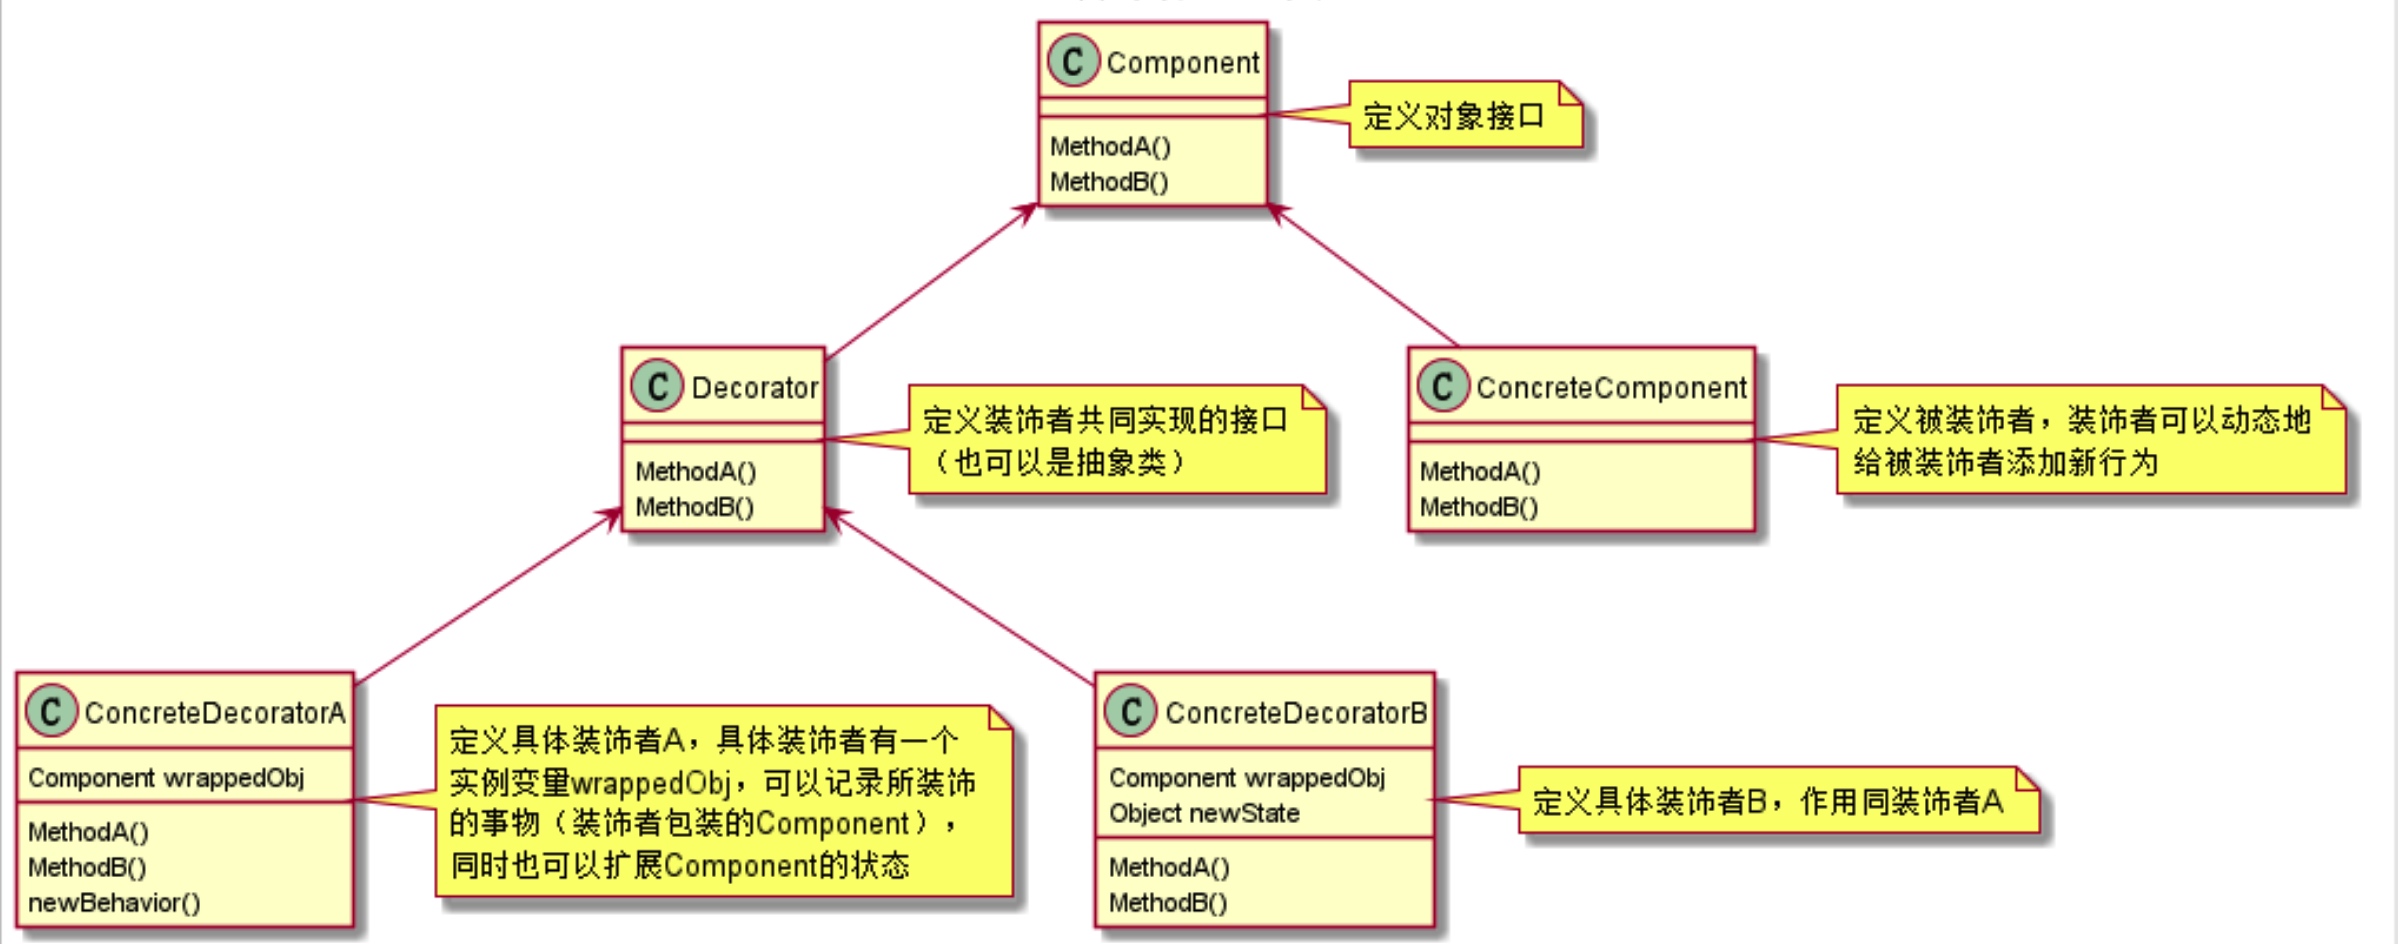 C Component
MethodA()
MethodB()
定义对象接口
C Decorator
MethodA()
MethodB()
定义装饰者共同实现的接口
（也可以是抽象类）
C ConcreteComponent
MethodA()
MethodB()
定义被装饰者，装饰者可以动态地
给被装饰者添加新行为
C ConcreteDecoratorA
Component wrappedObj
MethodA()
MethodB()
newBehavior()
定义具体装饰者A，具体装饰者有一个
实例变量wrappedObj，可以记录所装饰
的事物（装饰者包装的Component），
同时也可以扩展Component的状态
C ConcreteDecoratorB
Component wrappedObj
Object newState
MethodA()
MethodB()
定义具体装饰者B，作用同装饰者A